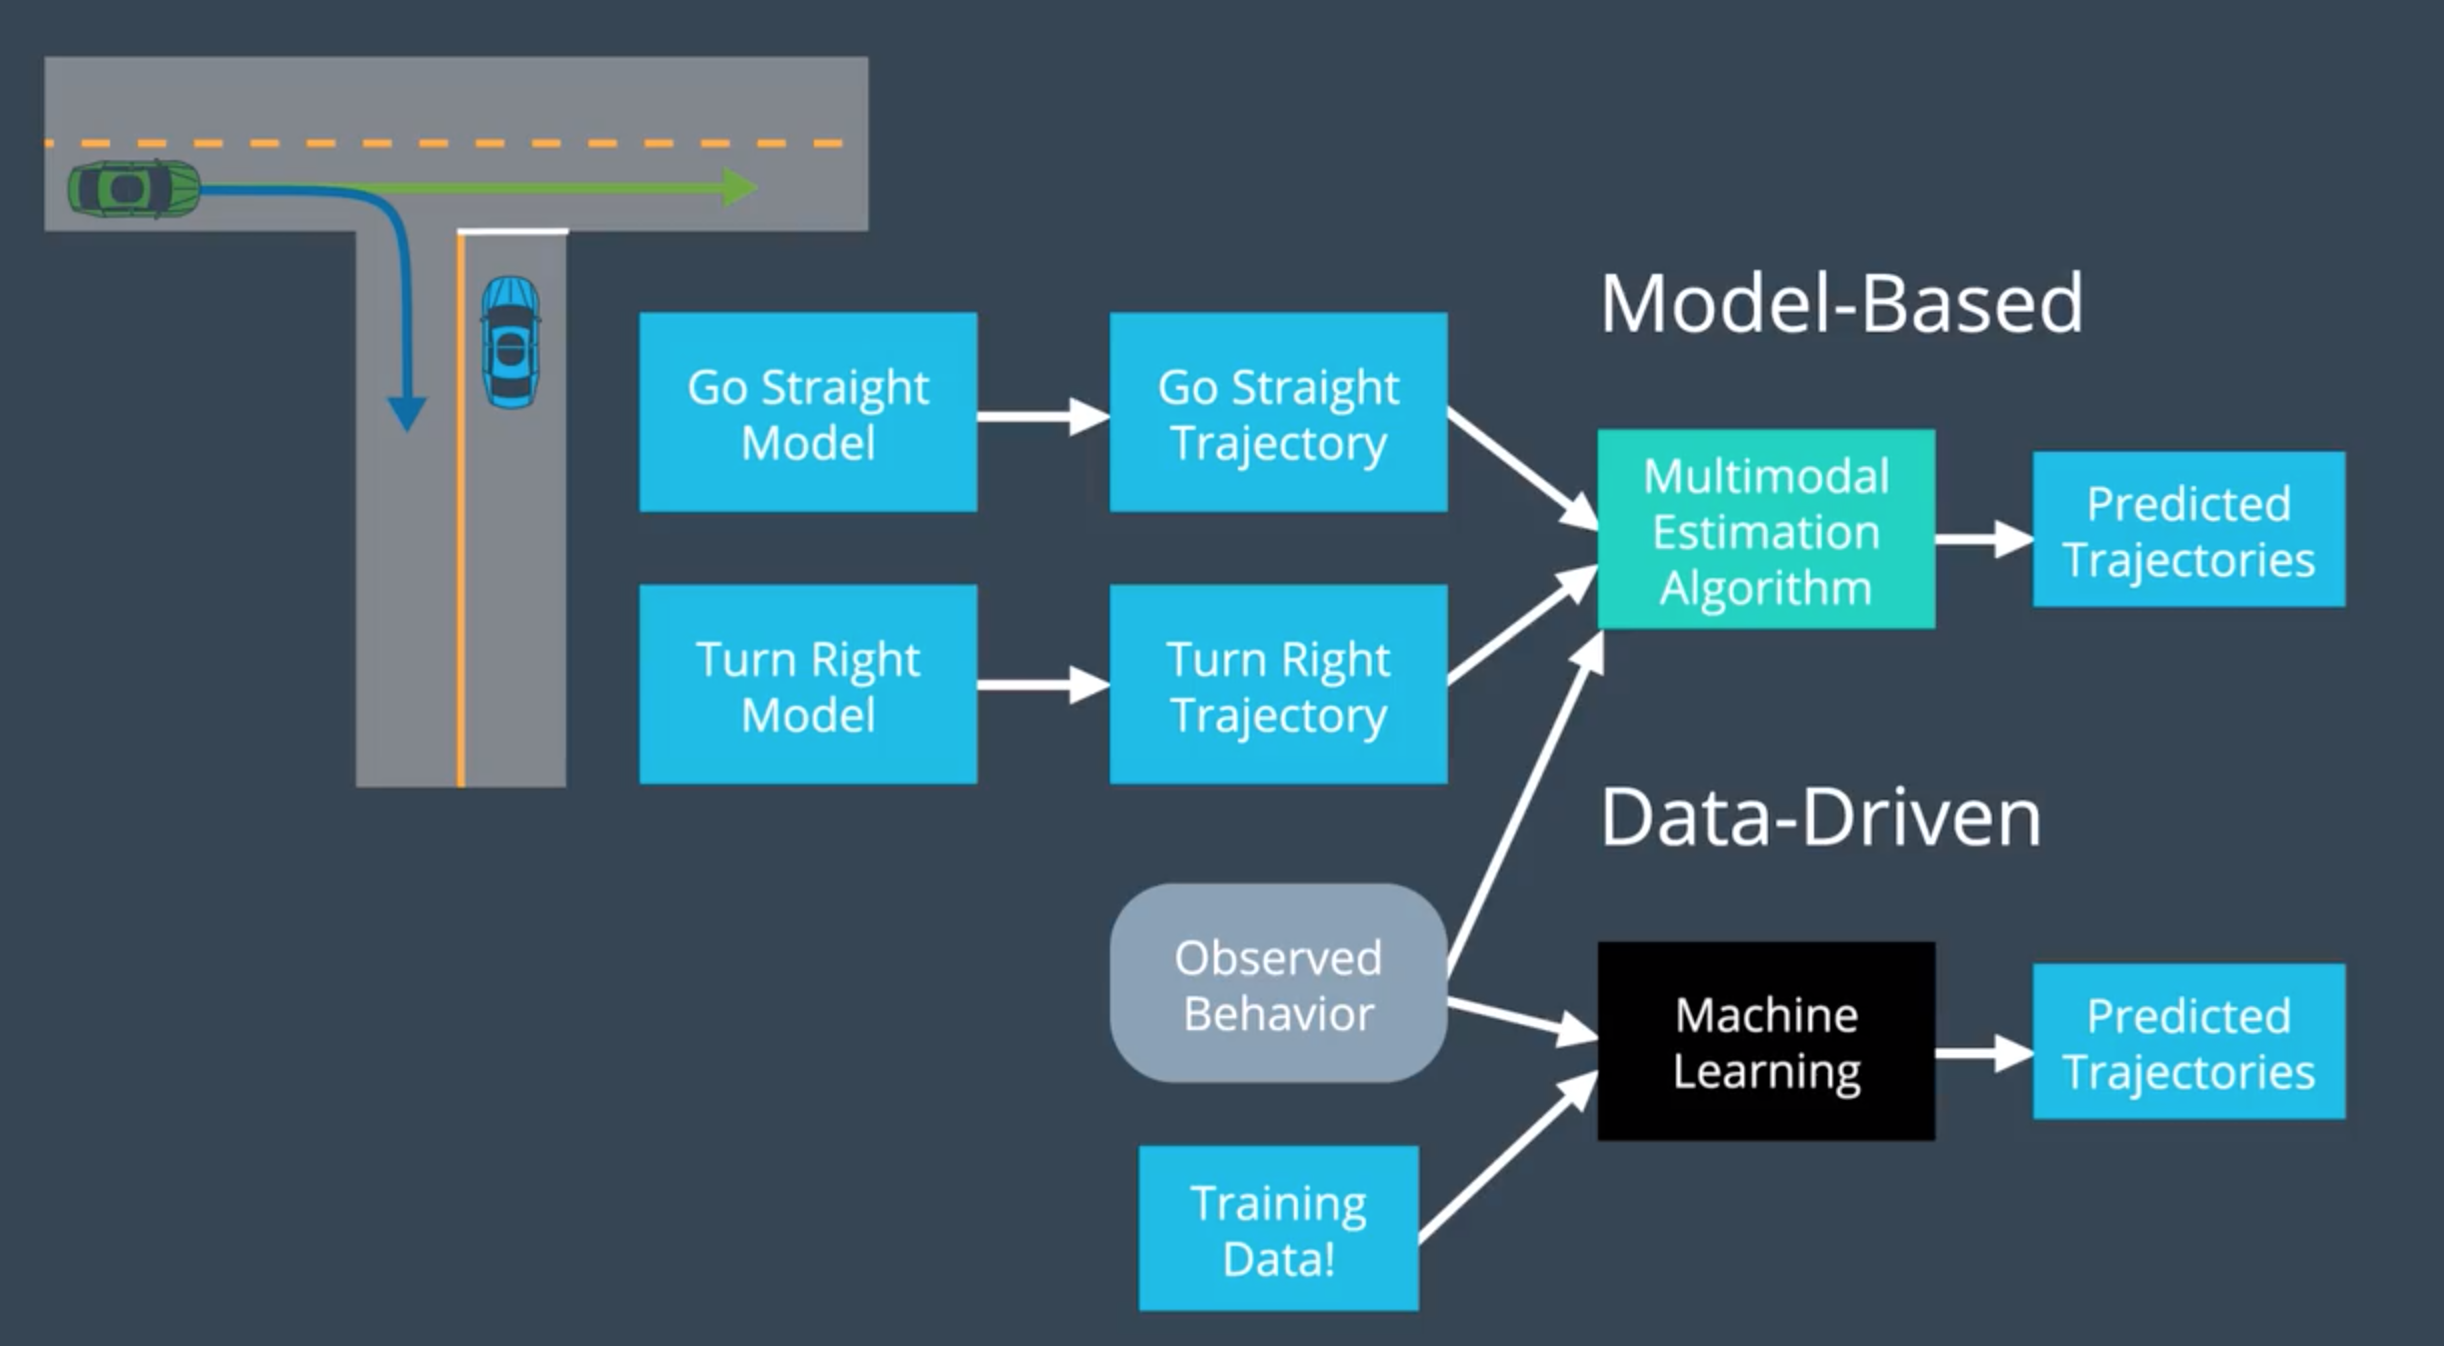 Model-Based
Go Straight
Model
Go Straight
Trajectory
Multimodal
Estimation
Algorithm
Predicted
Trajectories
Turn Right
Model
Turn Right
Trajectory
Data-Driven
Observed
Behavior
Machine
Learning
Predicted
Trajectories
Training
Data!